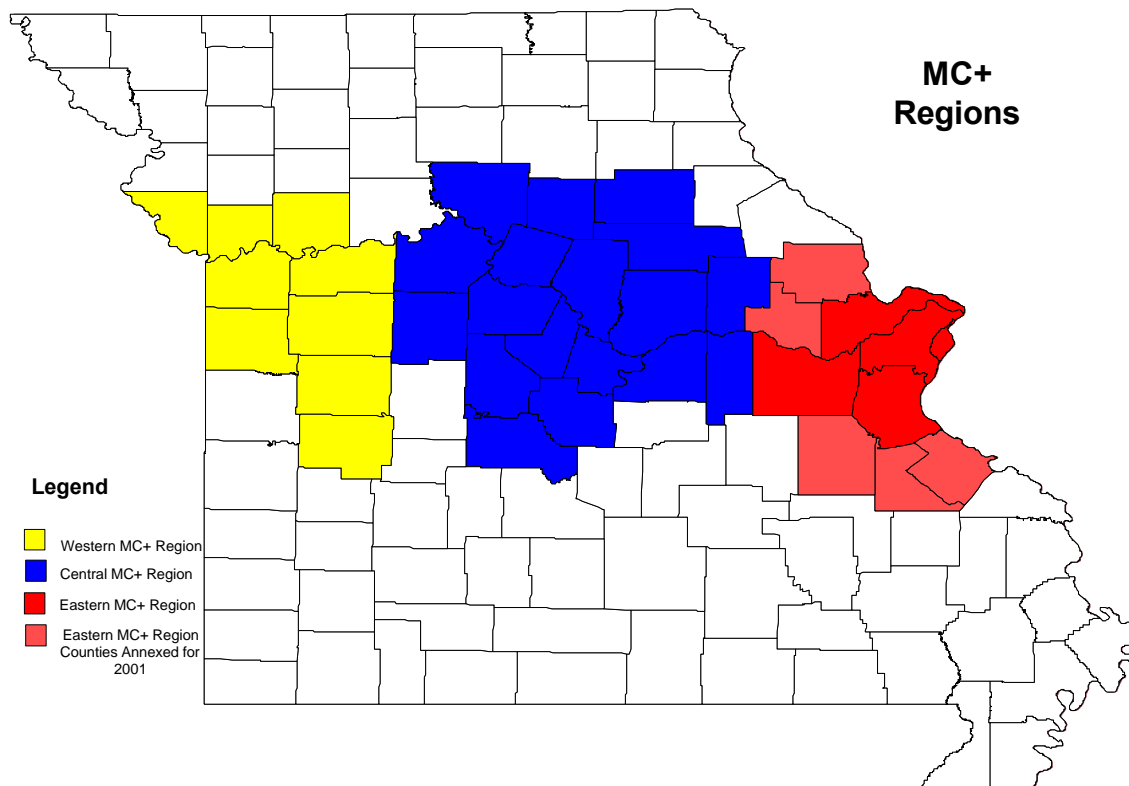 MC+
Regions
Legend
Western MC+ Region
Central MC+ Region
Eastern MC+ Region
Eastern MC+ Region
Counties Annexed for
2001